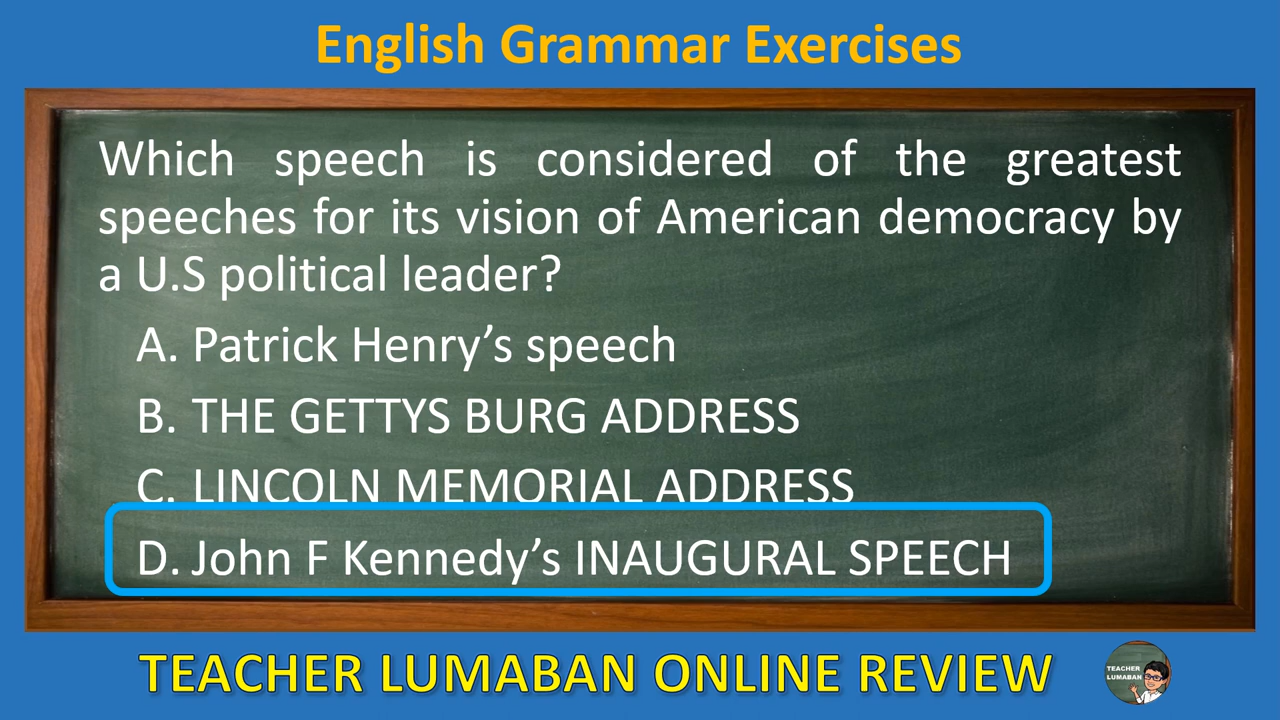 English Grammar Exercises
Which speech is considered of the greatest
speeches for its vision of American democracy by
a U.S political leader?
A. Patrick Henry’s speech
B. THE GETTYS BURG ADDRESS
C. LINCOLN MEMORIAL ADDRESS
D. John F Kennedy’s INAUGURAL SPEECH
TEACHER LUMABAN ONLINE REVIEW
TEACHER
LUMABAN